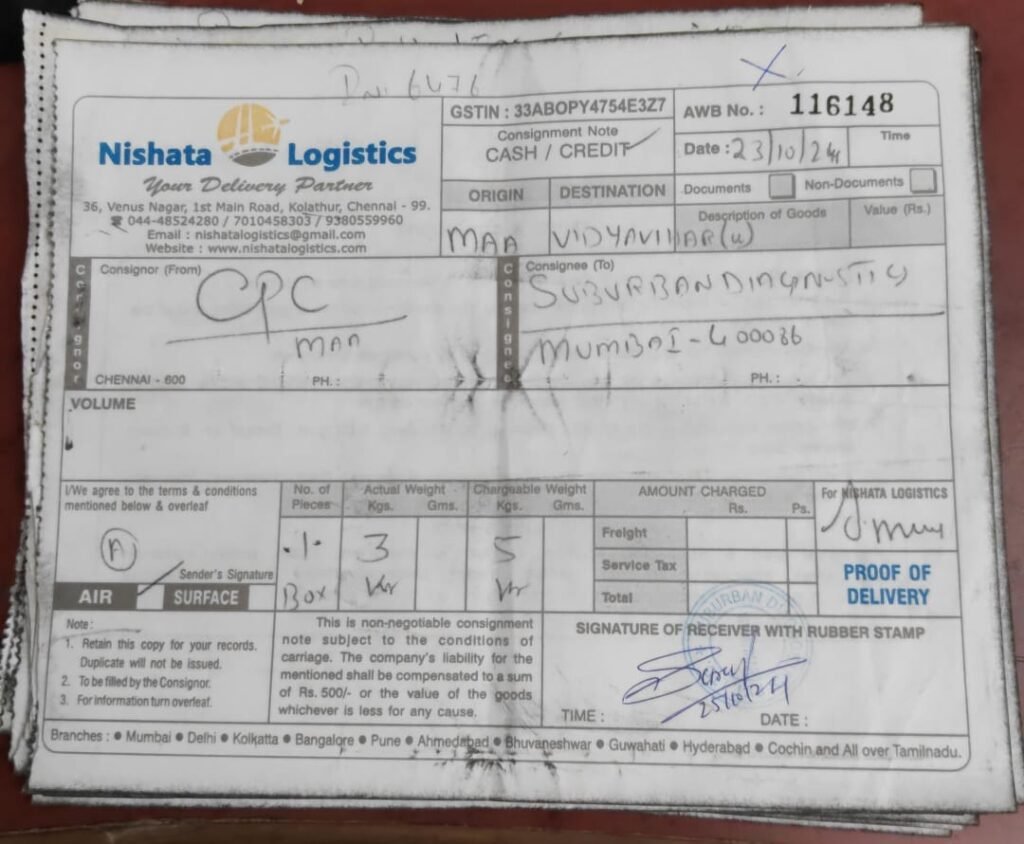 6476
GSTIN : 33ABOPY4754E3Z7
AWB No. : 116148
Nishata Logistics
Your Delivery Partner
36, Venus Nagar, 1st Main Road, Kolathur, Chennai - 99.
☎ 044-48524280 / 7010458303 / 9380559960
Email : nishatalogistics@gmail.com
Website : www.nishatalogistics.com
Consignment Note
CASH / CREDIT
Date : 23/10/24
Time
ORIGIN
DESTINATION
Documents
Non-Documents
MAA
VIDYAVIHAR(W)
Description of Goods
Value (Rs.)
Consignor
Consignor (From)
CPC
MAA
CHENNAI - 600
PH. :
Consignee
Consignee (To)
SUBURBAN DIAGNOSTICS
MUMBAI - 400086
PH. :
VOLUME
I/We agree to the terms & conditions
mentioned below & overleaf
A
Sender's Signature
AIR
SURFACE
No. of Pieces
Actual Weight
Kgs. Gms.
Chargeable Weight
Kgs. Gms.
1
Box
3
Kg
5
Kg
AMOUNT CHARGED
Rs. Ps.
Freight
Service Tax
Total
For NISHATA LOGISTICS
PROOF OF
DELIVERY
Note :
1. Retain this copy for your records.
Duplicate will not be issued.
2. To be filled by the Consignor.
3. For information turn overleaf.
This is non-negotiable consignment
note subject to the conditions of
carriage. The company's liability for the
mentioned shall be compensated to a sum
of Rs. 500/- or the value of the goods
whichever is less for any cause.
SIGNATURE OF RECEIVER WITH RUBBER STAMP
25/10/24
TIME :
DATE :
Branches : ● Mumbai ● Delhi ● Kolkatta ● Bangalore ● Pune ● Ahmedabad ● Bhuvaneshwar ● Guwahati ● Hyderabad ● Cochin and All over Tamilnadu.